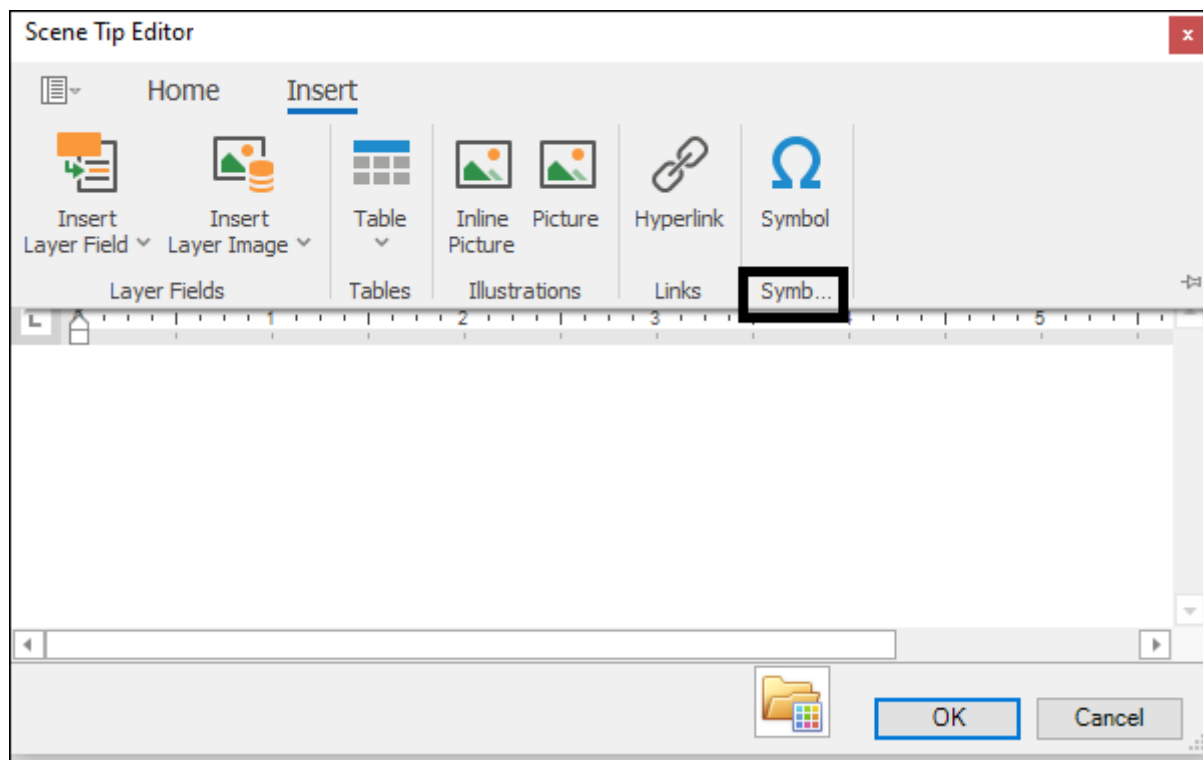 Scene Tip Editor
x
Home Insert
Insert Layer Field
Insert Layer Image
Table
Inline Picture
Picture
Hyperlink
Symbol
Layer Fields Tables Illustrations Links Symb...
1 2 3 4 5
OK Cancel